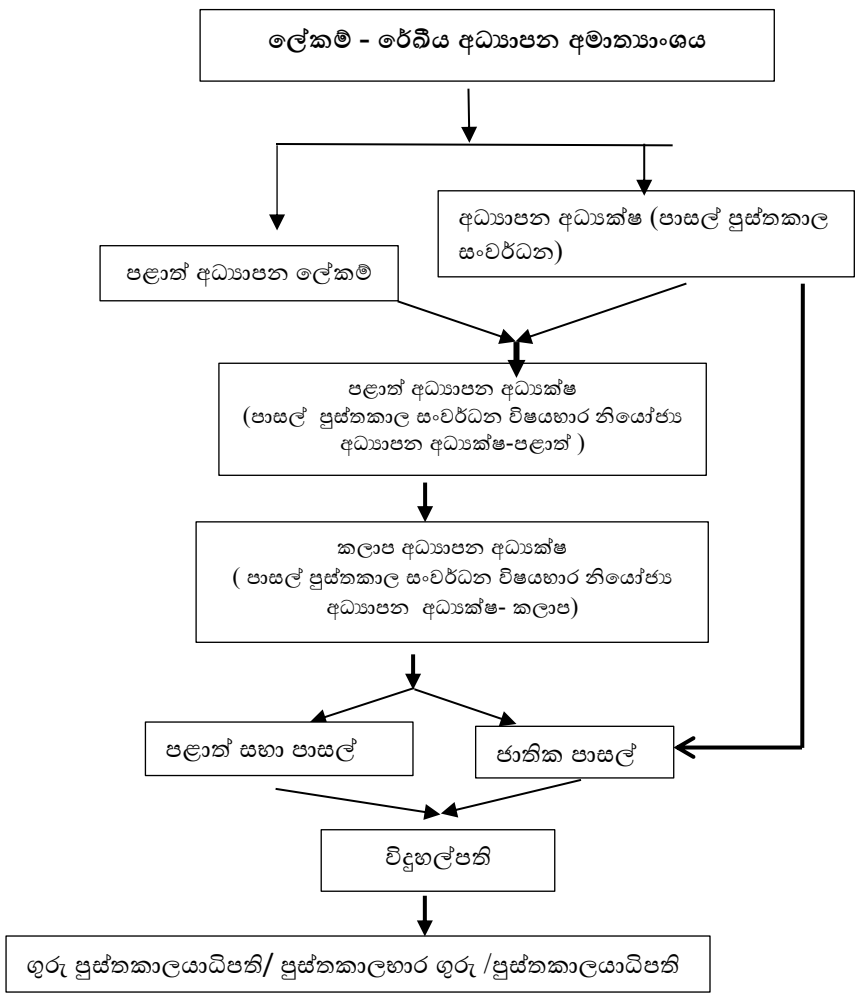 ලේකම් - රේඛීය අධ්‍යාපන අමාත්‍යාංශය
අධ්‍යාපන අධ්‍යක්ෂ (පාසල් පුස්තකාල
සංවර්ධන)
පළාත් අධ්‍යාපන ලේකම්
පළාත් අධ්‍යාපන අධ්‍යක්ෂ
(පාසල්  පුස්තකාල සංවර්ධන විෂයභාර නියෝජ්‍ය
අධ්‍යාපන අධ්‍යක්ෂ-පළාත් )
කලාප අධ්‍යාපන අධ්‍යක්ෂ
( පාසල් පුස්තකාල සංවර්ධන විෂයභාර නියෝජ්‍ය
අධ්‍යාපන  අධ්‍යක්ෂ- කලාප)
පළාත් සභා පාසල්
ජාතික පාසල්
විදුහල්පති
ගුරු පුස්තකාලයාධිපති/ පුස්තකාලභාර ගුරු /පුස්තකාලයාධිපති